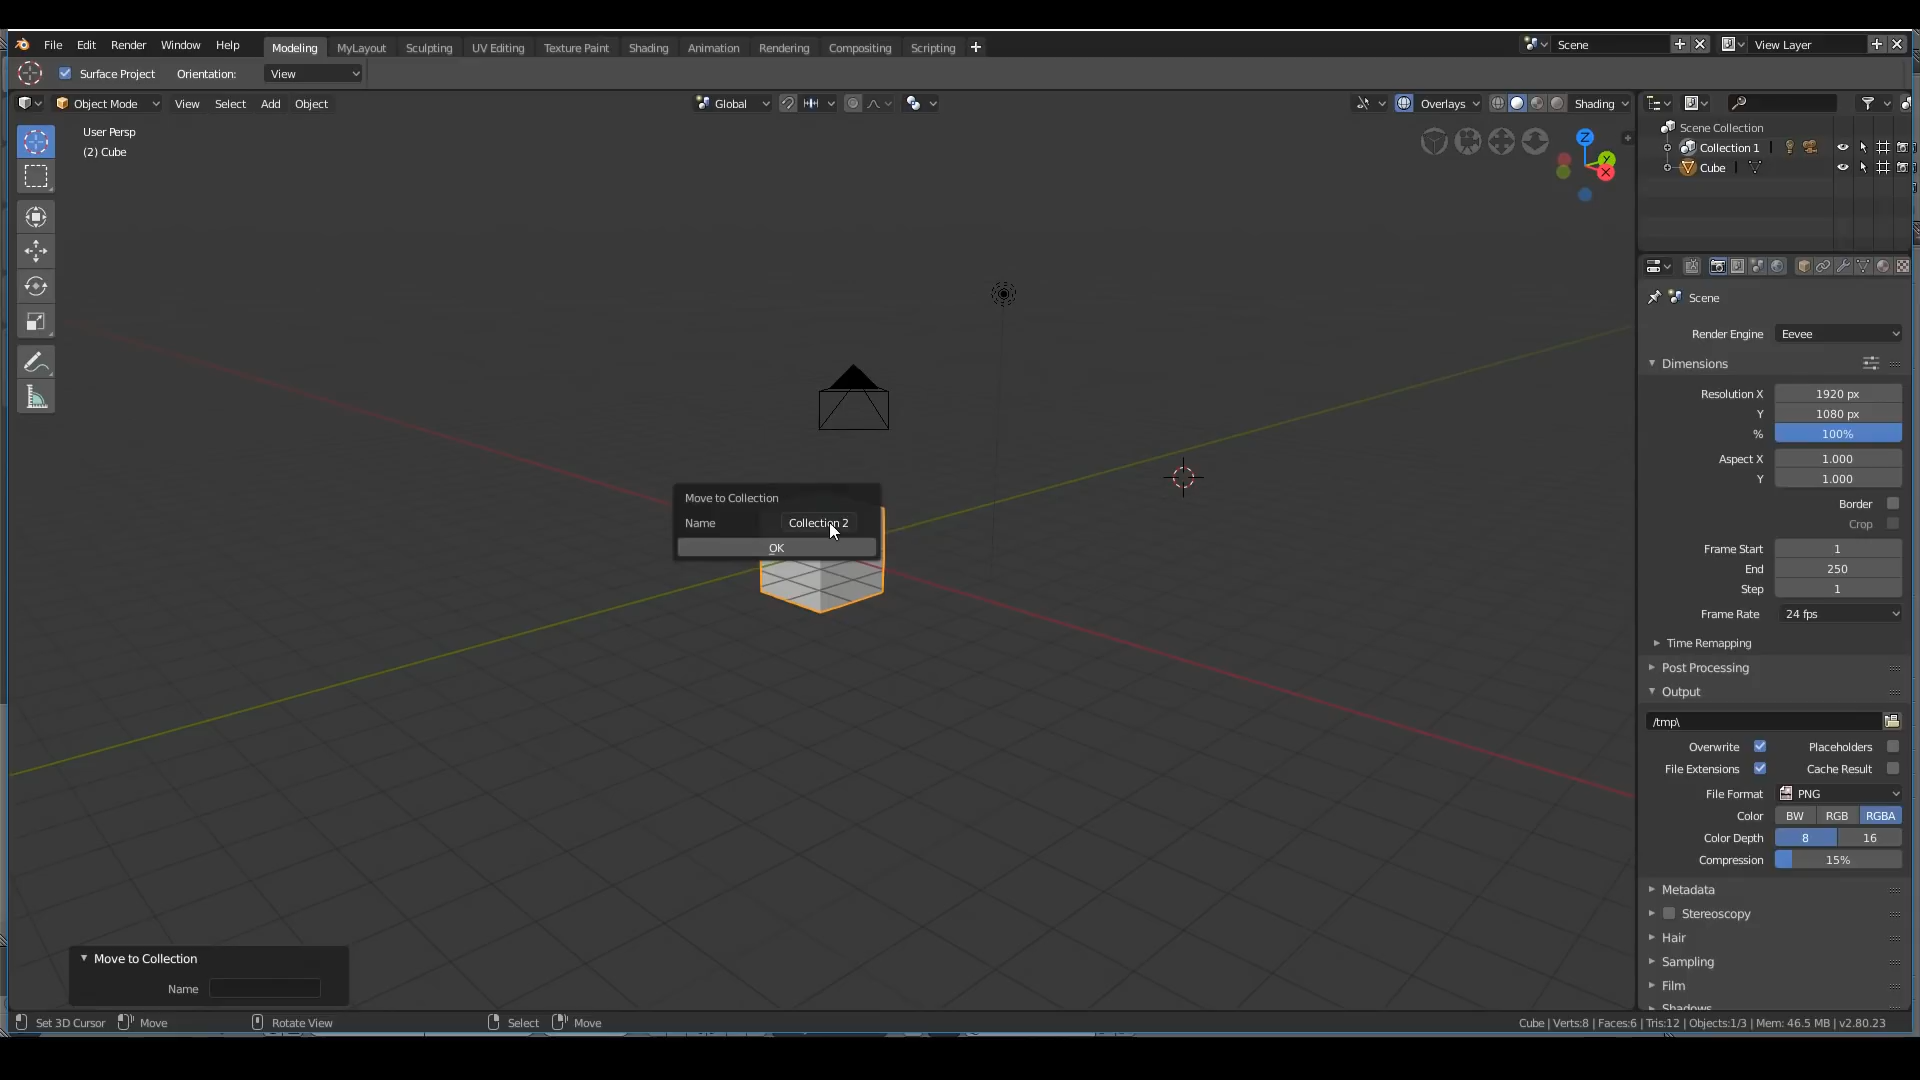 File Edit Render Window Help Modeling MyLayout Sculpting UV Editing Texture Paint Shading Animation Rendering Compositing Scripting Scene View Layer
Surface Project Orientation: View
Object Mode View Select Add Object Global Overlays Shading
User Persp
(2) Cube
Z
Y
X
Scene Collection
Collection 1
Cube
Scene
Render Engine Eevee
Dimensions
Resolution X 1920 px
Y 1080 px
% 100%
Aspect X 1.000
Y 1.000
Border
Crop
Frame Start 1
End 250
Step 1
Frame Rate 24 fps
Time Remapping
Post Processing
Output
/tmp\
Overwrite Placeholders
File Extensions Cache Result
File Format PNG
Color BW RGB RGBA
Color Depth 8 16
Compression 15%
Metadata
Stereoscopy
Hair
Sampling
Film
Shadows
Move to Collection
Name Collection 2
OK
Move to Collection
Name
Set 3D Cursor Move Rotate View Select Move Cube | Verts:8 | Faces:6 | Tris:12 | Objects:1/3 | Mem: 46.5 MB | v2.80.23